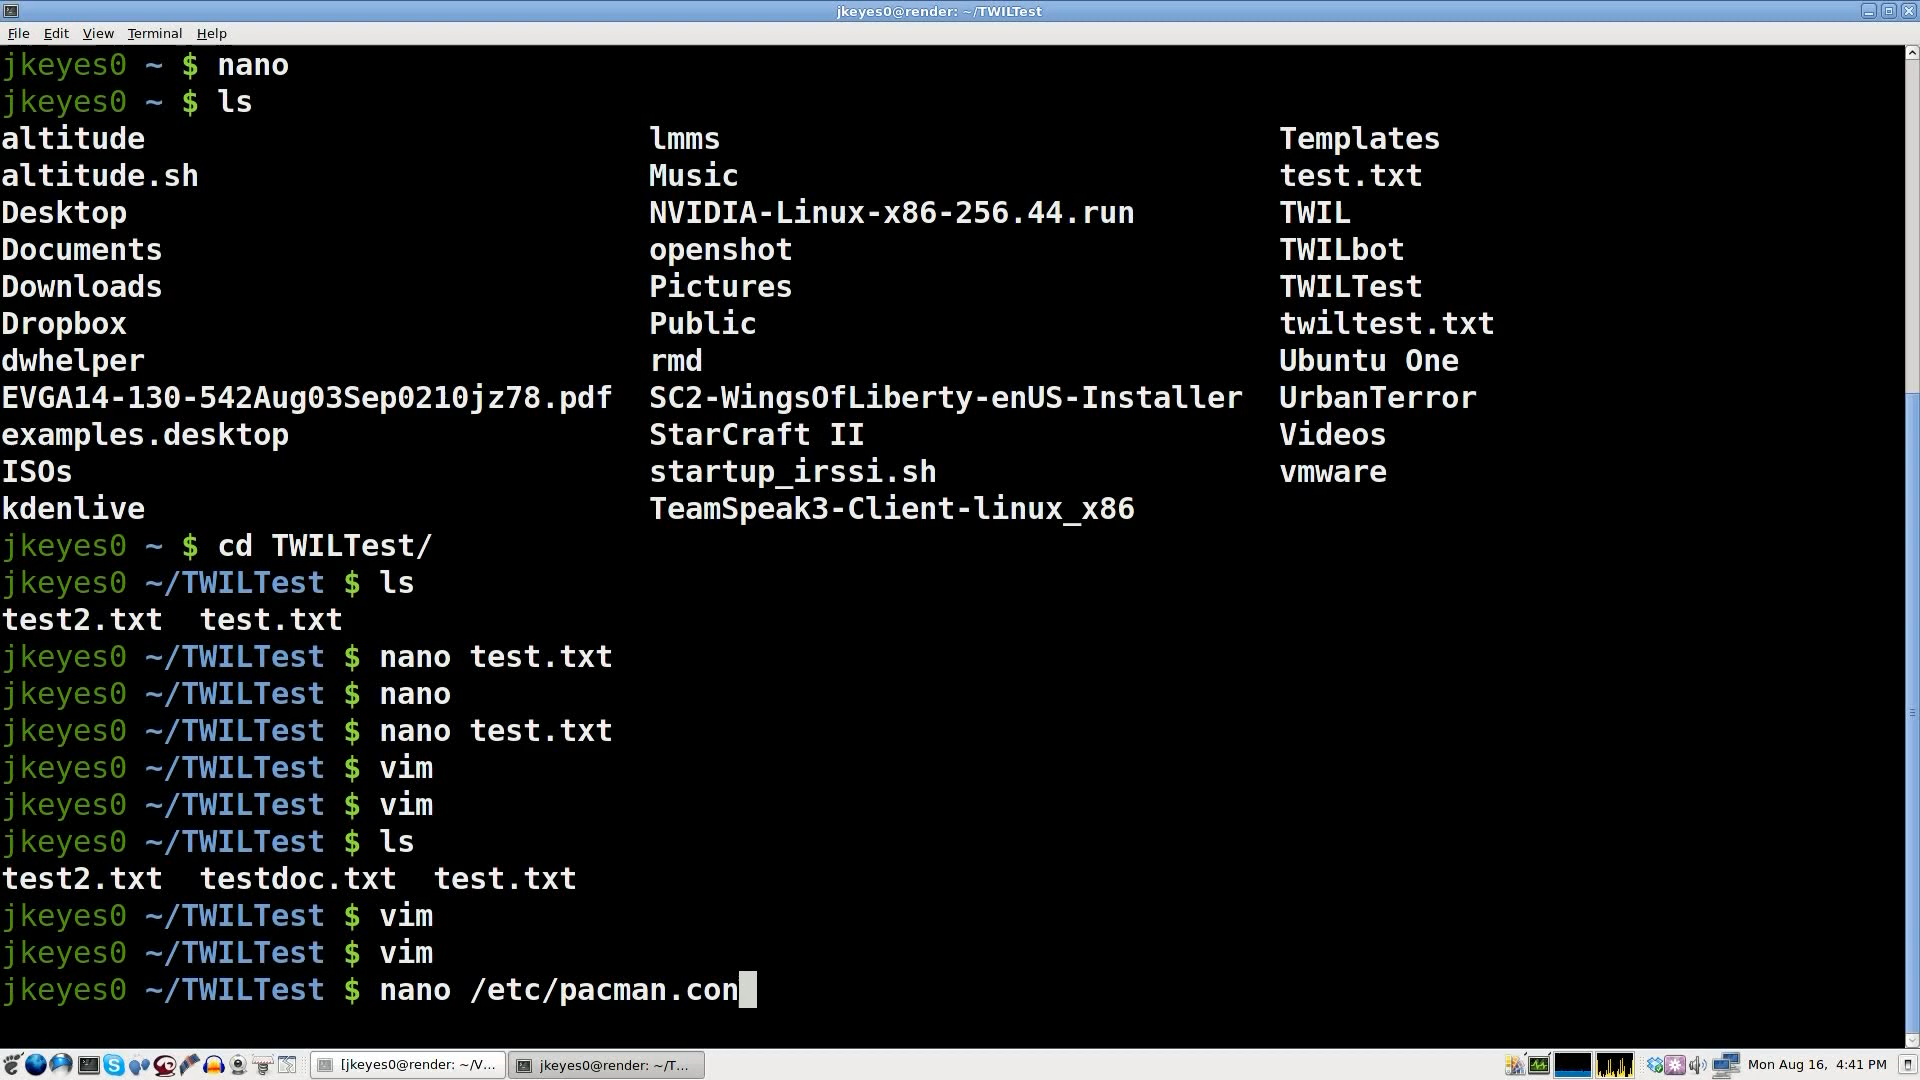 jkeyes0@render: ~/TWILTest
File Edit View Terminal Help
jkeyes0 ~ $ nano
jkeyes0 ~ $ ls
altitude lmms Templates
altitude.sh Music test.txt
Desktop NVIDIA-Linux-x86-256.44.run TWIL
Documents openshot TWILbot
Downloads Pictures TWILTest
Dropbox Public twiltest.txt
dwhelper rmd Ubuntu One
EVGA14-130-542Aug03Sep0210jz78.pdf SC2-WingsOfLiberty-enUS-Installer UrbanTerror
examples.desktop StarCraft II Videos
ISOs startup_irssi.sh vmware
kdenlive TeamSpeak3-Client-linux_x86
jkeyes0 ~ $ cd TWILTest/
jkeyes0 ~/TWILTest $ ls
test2.txt test.txt
jkeyes0 ~/TWILTest $ nano test.txt
jkeyes0 ~/TWILTest $ nano
jkeyes0 ~/TWILTest $ nano test.txt
jkeyes0 ~/TWILTest $ vim
jkeyes0 ~/TWILTest $ vim
jkeyes0 ~/TWILTest $ ls
test2.txt testdoc.txt test.txt
jkeyes0 ~/TWILTest $ vim
jkeyes0 ~/TWILTest $ vim
jkeyes0 ~/TWILTest $ nano /etc/pacman.con
[jkeyes0@render: ~/V... jkeyes0@render: ~/T... Mon Aug 16, 4:41 PM